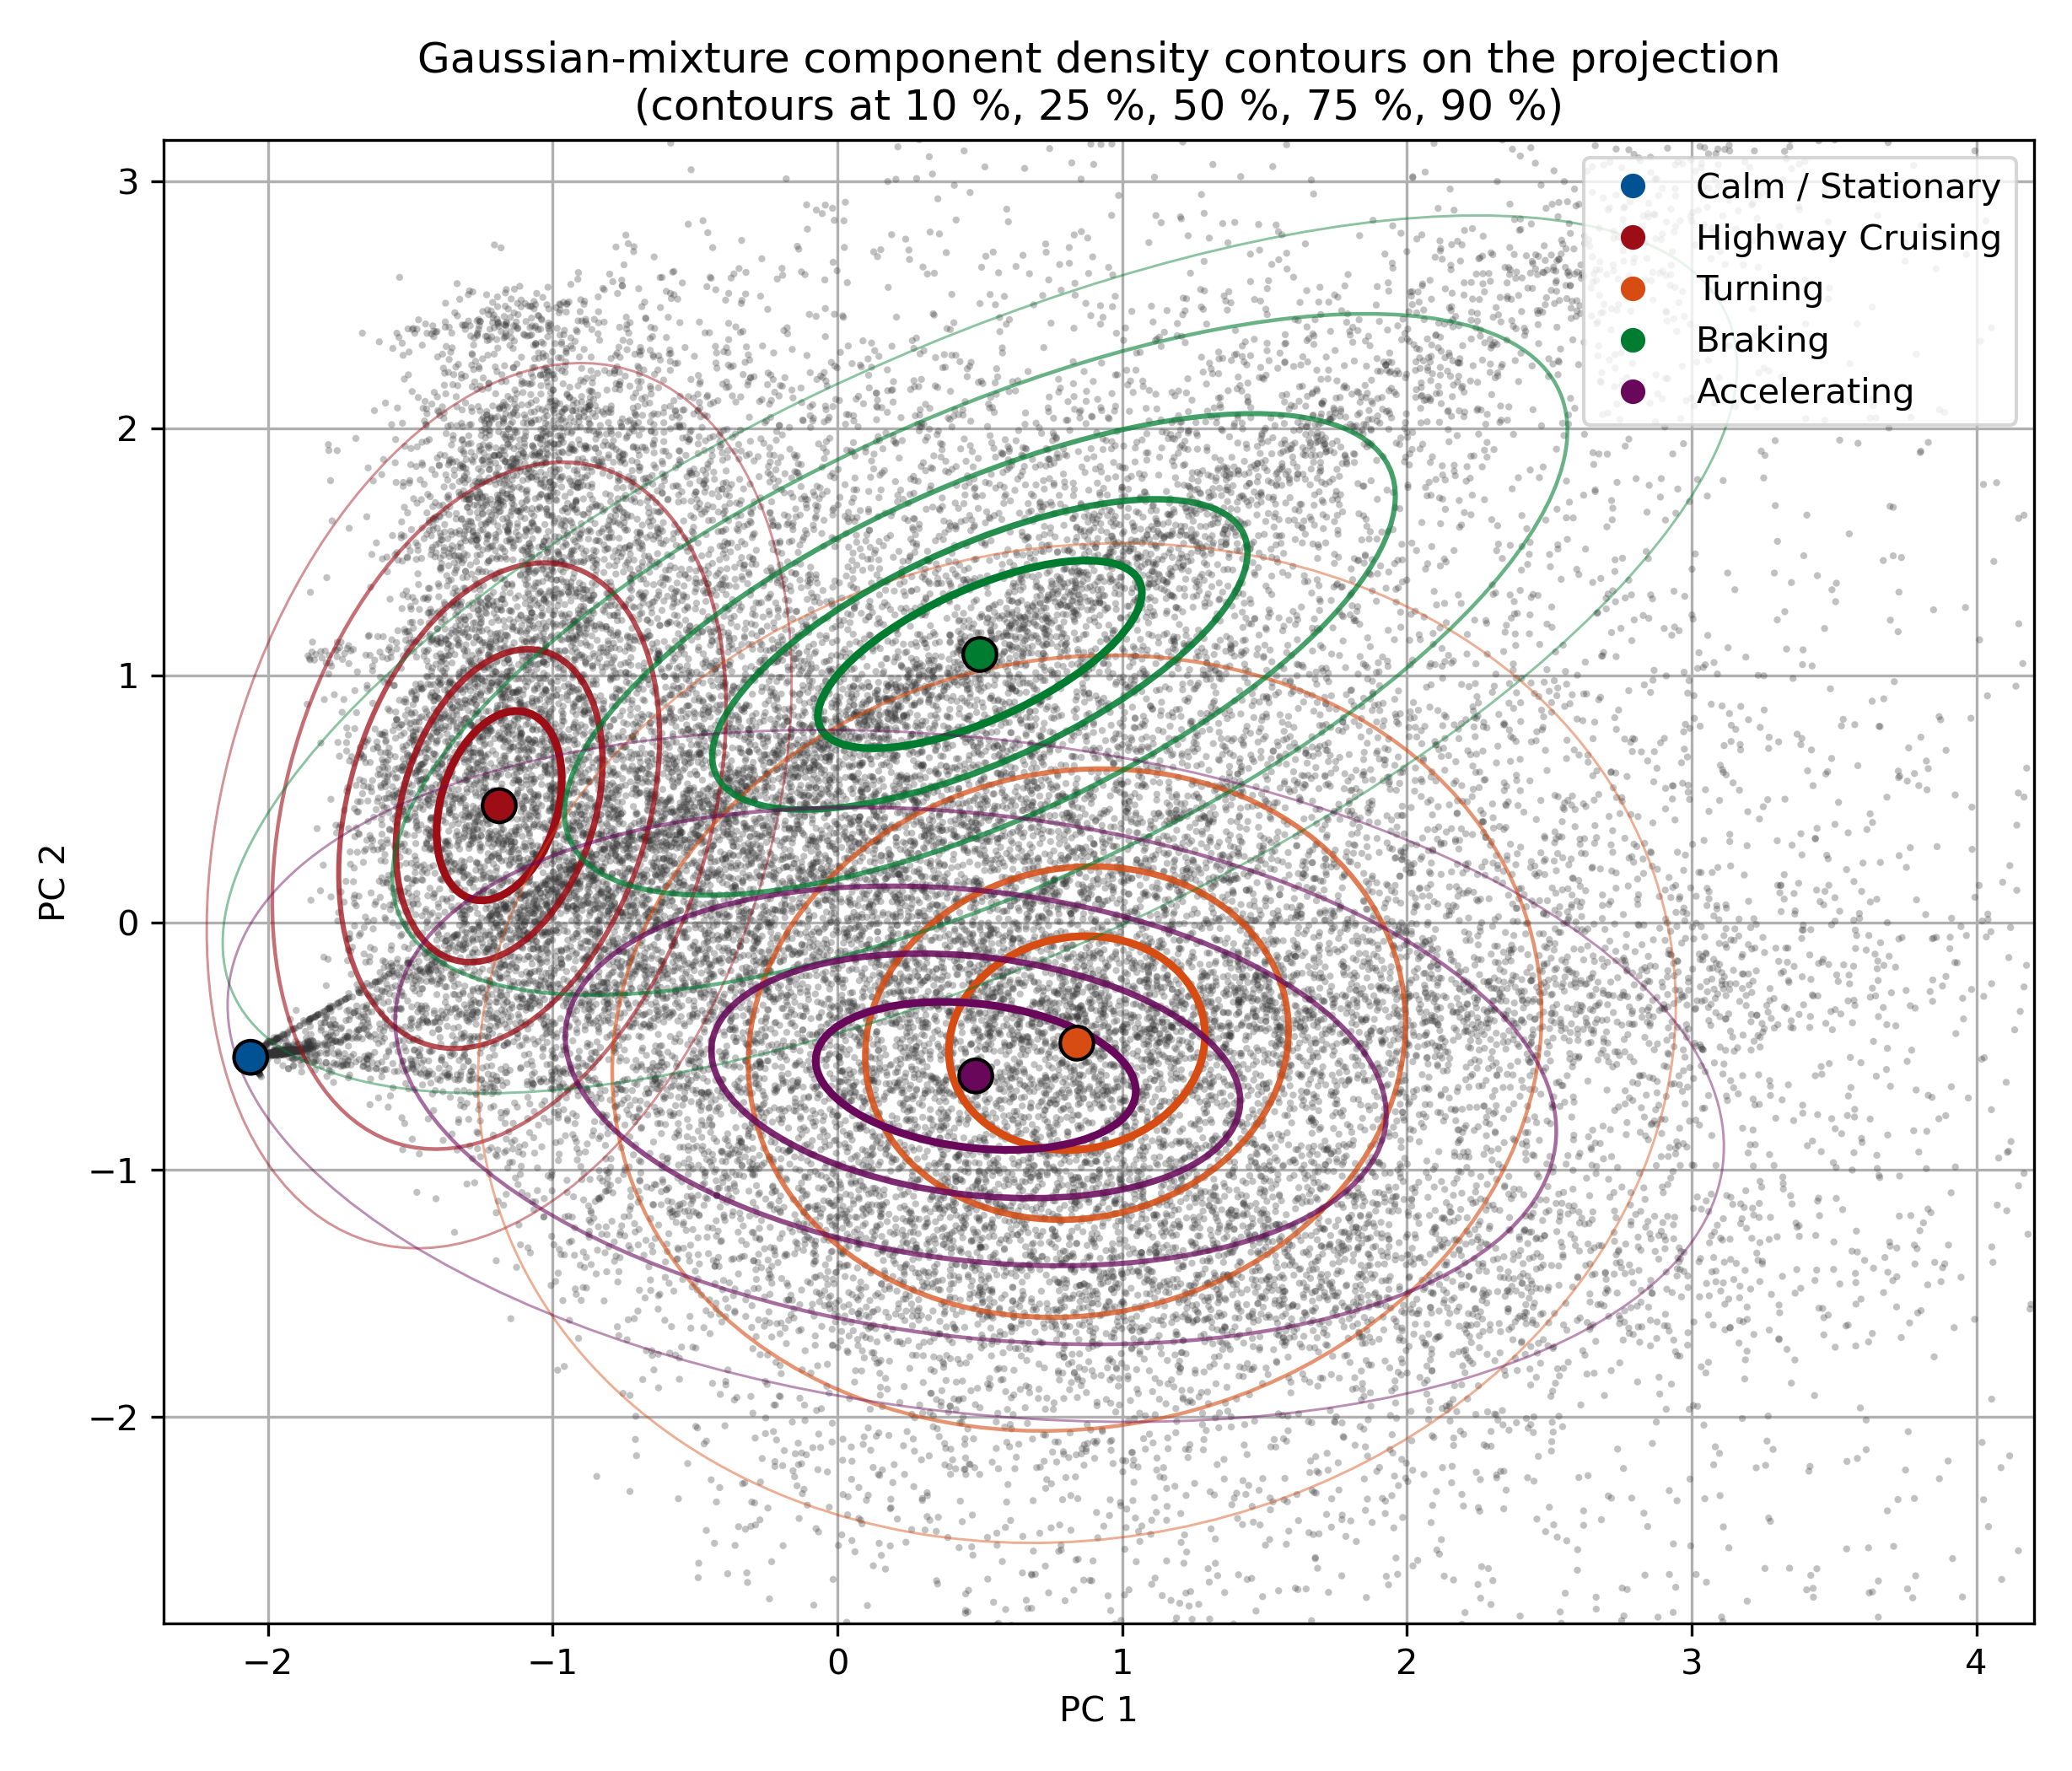 Gaussian-mixture component density contours on the projection
(contours at 10 %, 25 %, 50 %, 75 %, 90 %)
Calm / Stationary
Highway Cruising
Turning
Braking
Accelerating
3
2
1
0
−1
−2
PC 2
−2
−1
0
1
2
3
4
PC 1